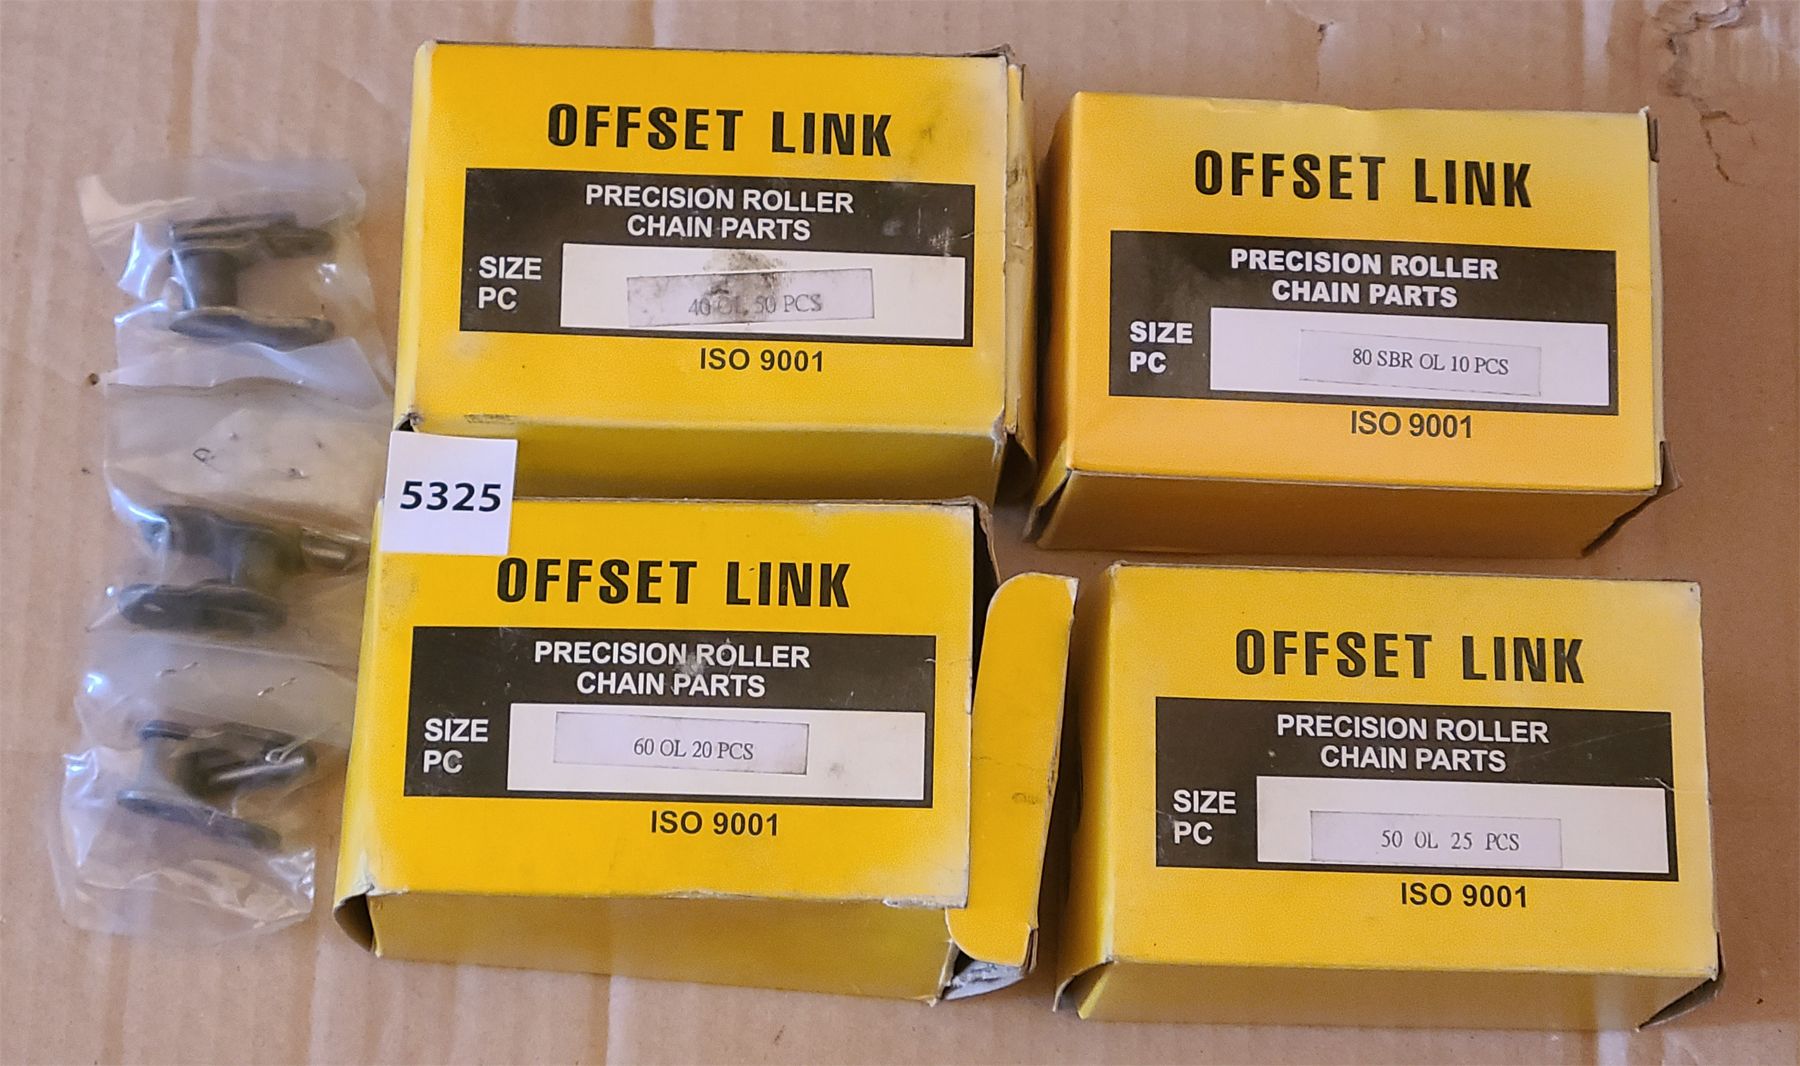 OFFSET LINK
PRECISION ROLLER
CHAIN PARTS
SIZE
PC
40 OL 50 PCS
ISO 9001
OFFSET LINK
PRECISION ROLLER
CHAIN PARTS
SIZE
PC
80 SBR OL 10 PCS
ISO 9001
5325
OFFSET LINK
PRECISION ROLLER
CHAIN PARTS
SIZE
PC
60 OL 20 PCS
ISO 9001
OFFSET LINK
PRECISION ROLLER
CHAIN PARTS
SIZE
PC
50 OL 25 PCS
ISO 9001